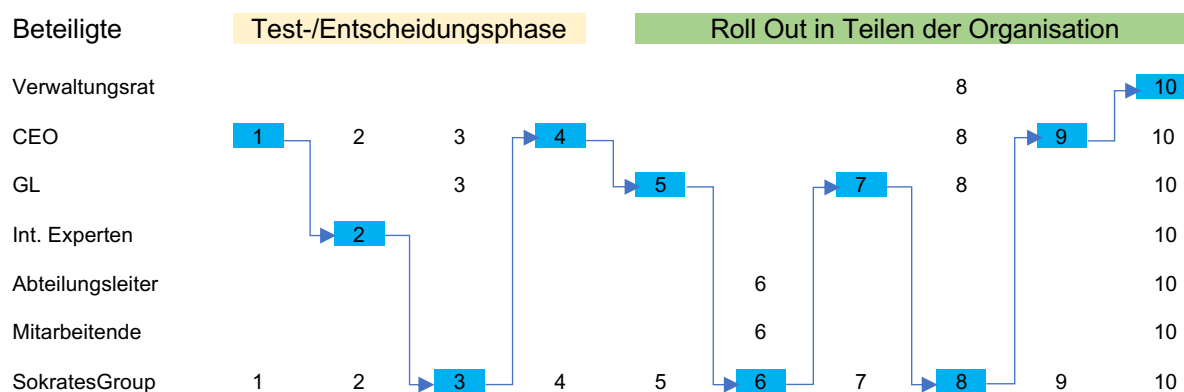 Beteiligte Test-/Entscheidungsphase Roll Out in Teilen der Organisation
Verwaltungsrat 8 10
CEO 1 2 3 4 8 9 10
GL 3 5 7 8 10
Int. Experten 2 10
Abteilungsleiter 6 10
Mitarbeitende 6 10
SokratesGroup 1 2 3 4 5 6 7 8 9 10